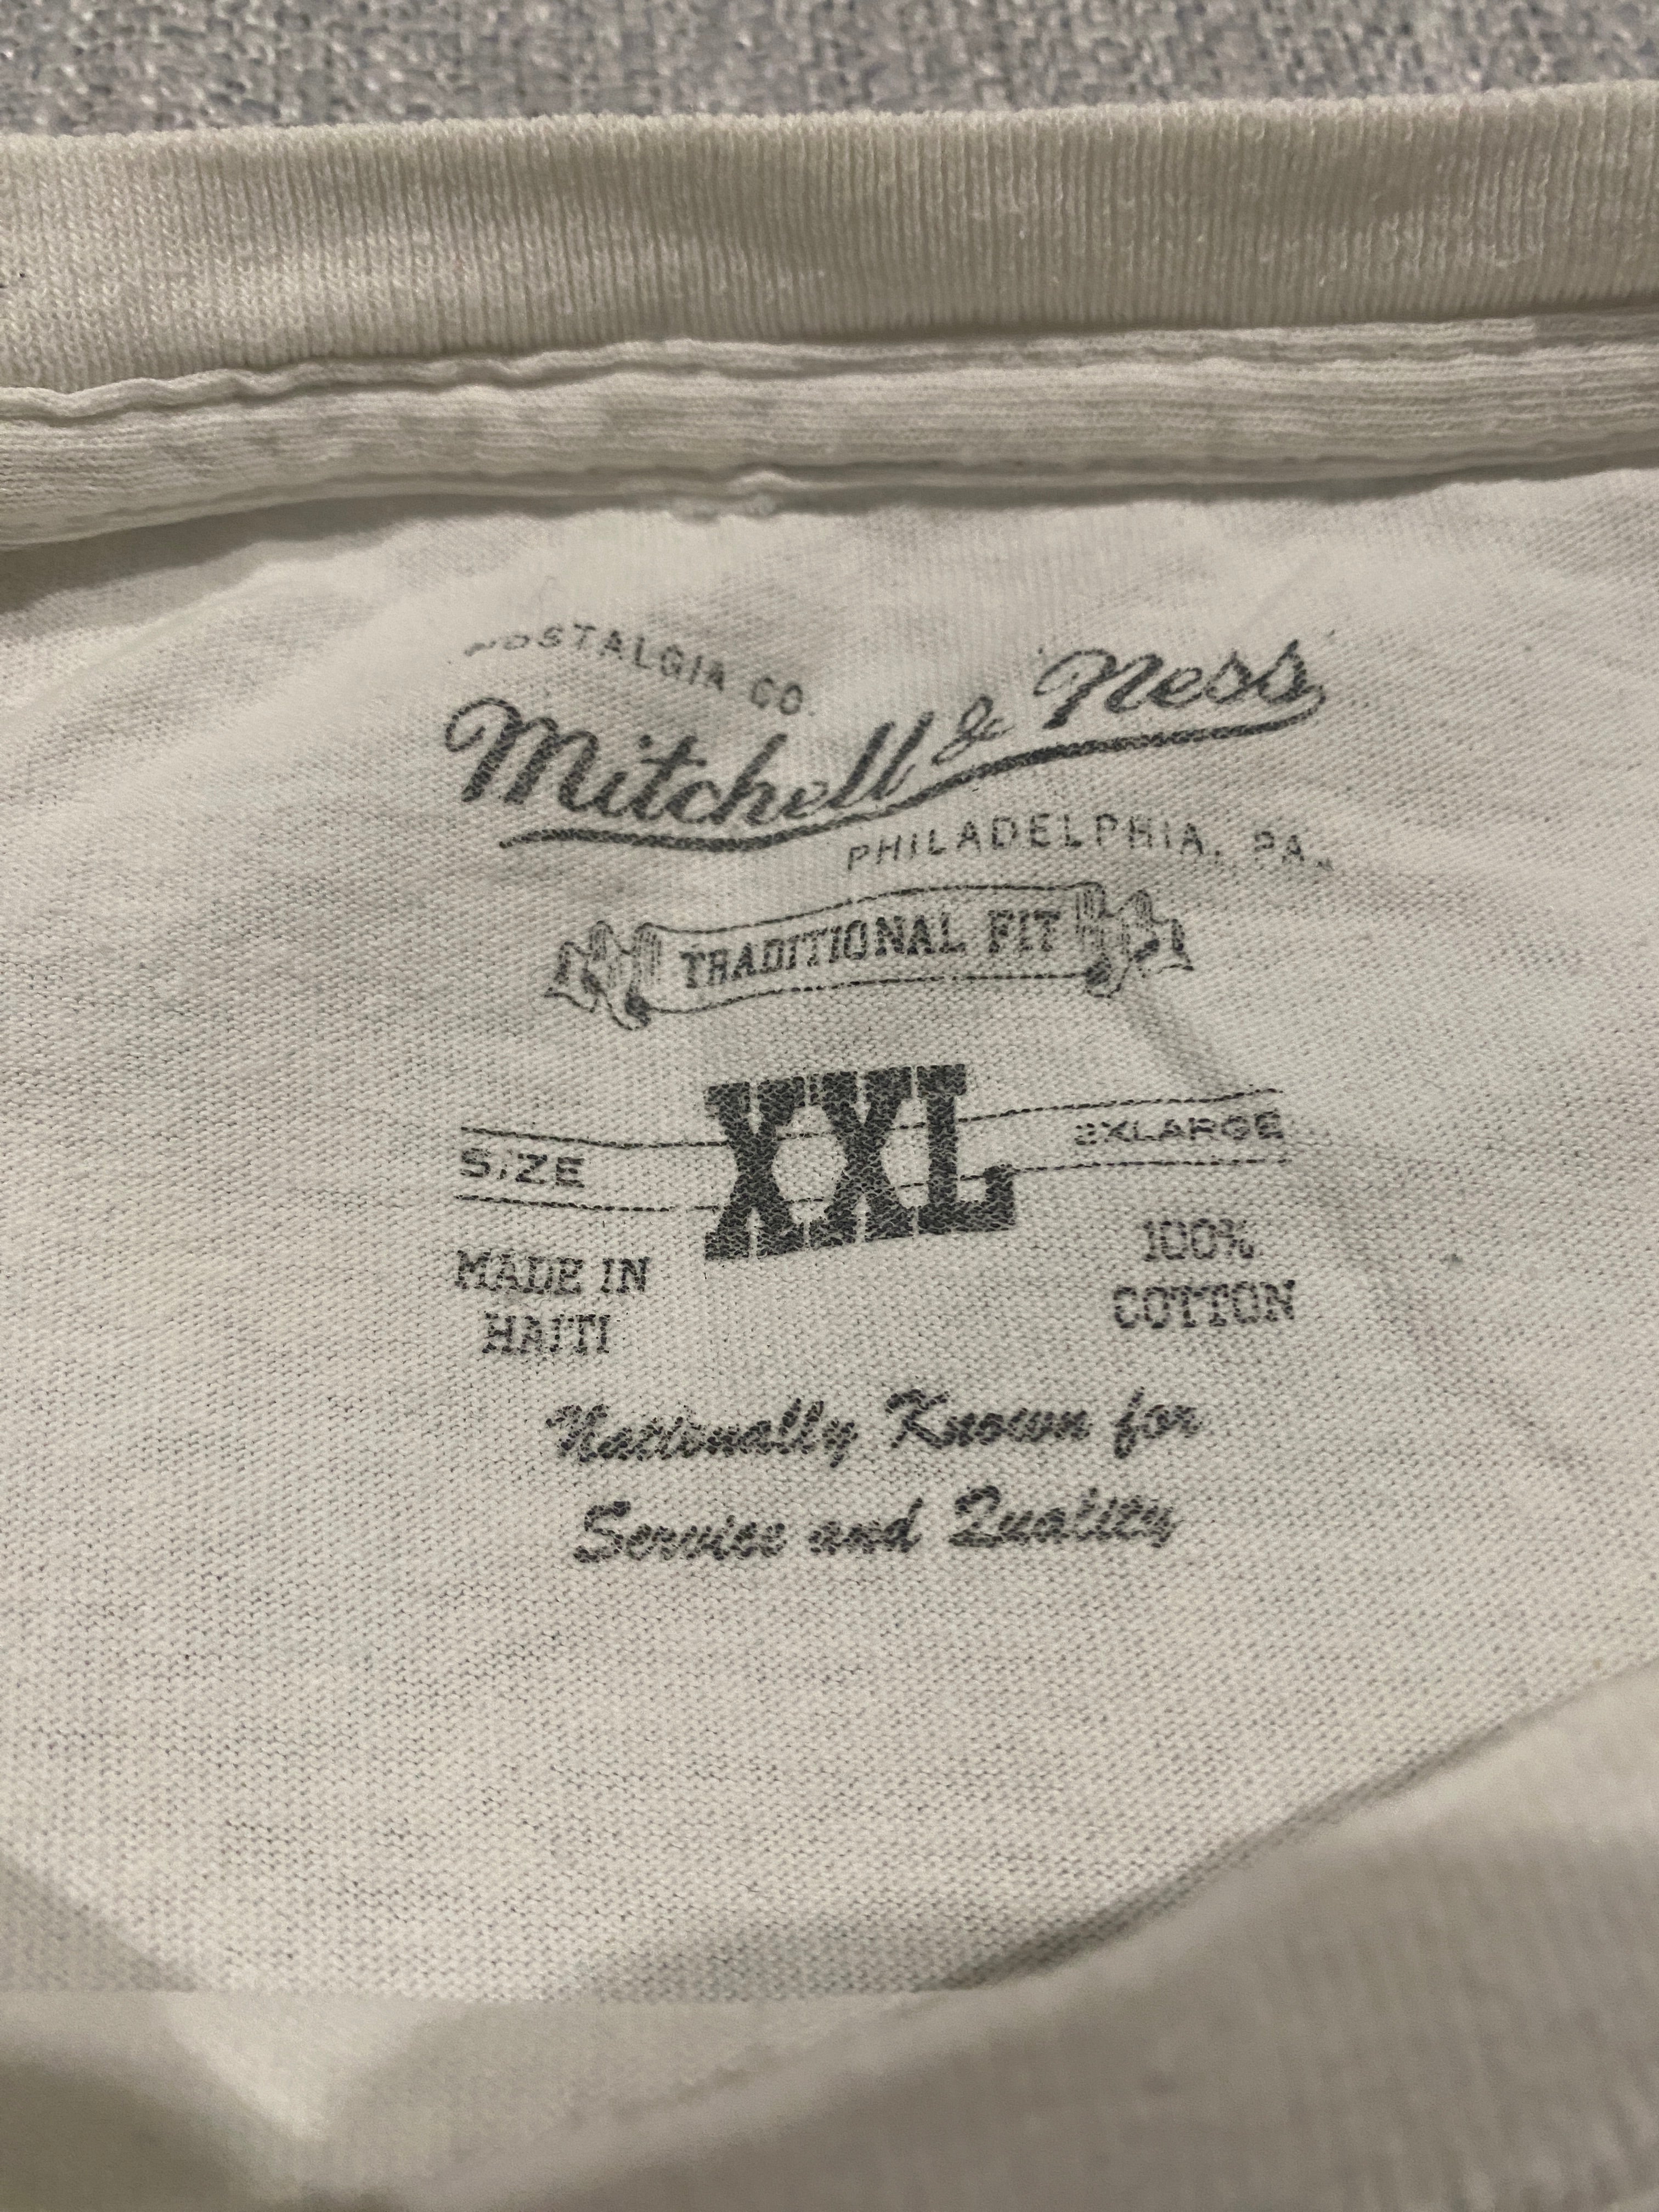 NOSTALGIA CO.
Mitchell & Ness
PHILADELPHIA, PA.
TRADITIONAL FIT
SIZE XXL 2XLARGE
MADE IN
HAITI
100%
COTTON
Nationally Known for
Service and Quality